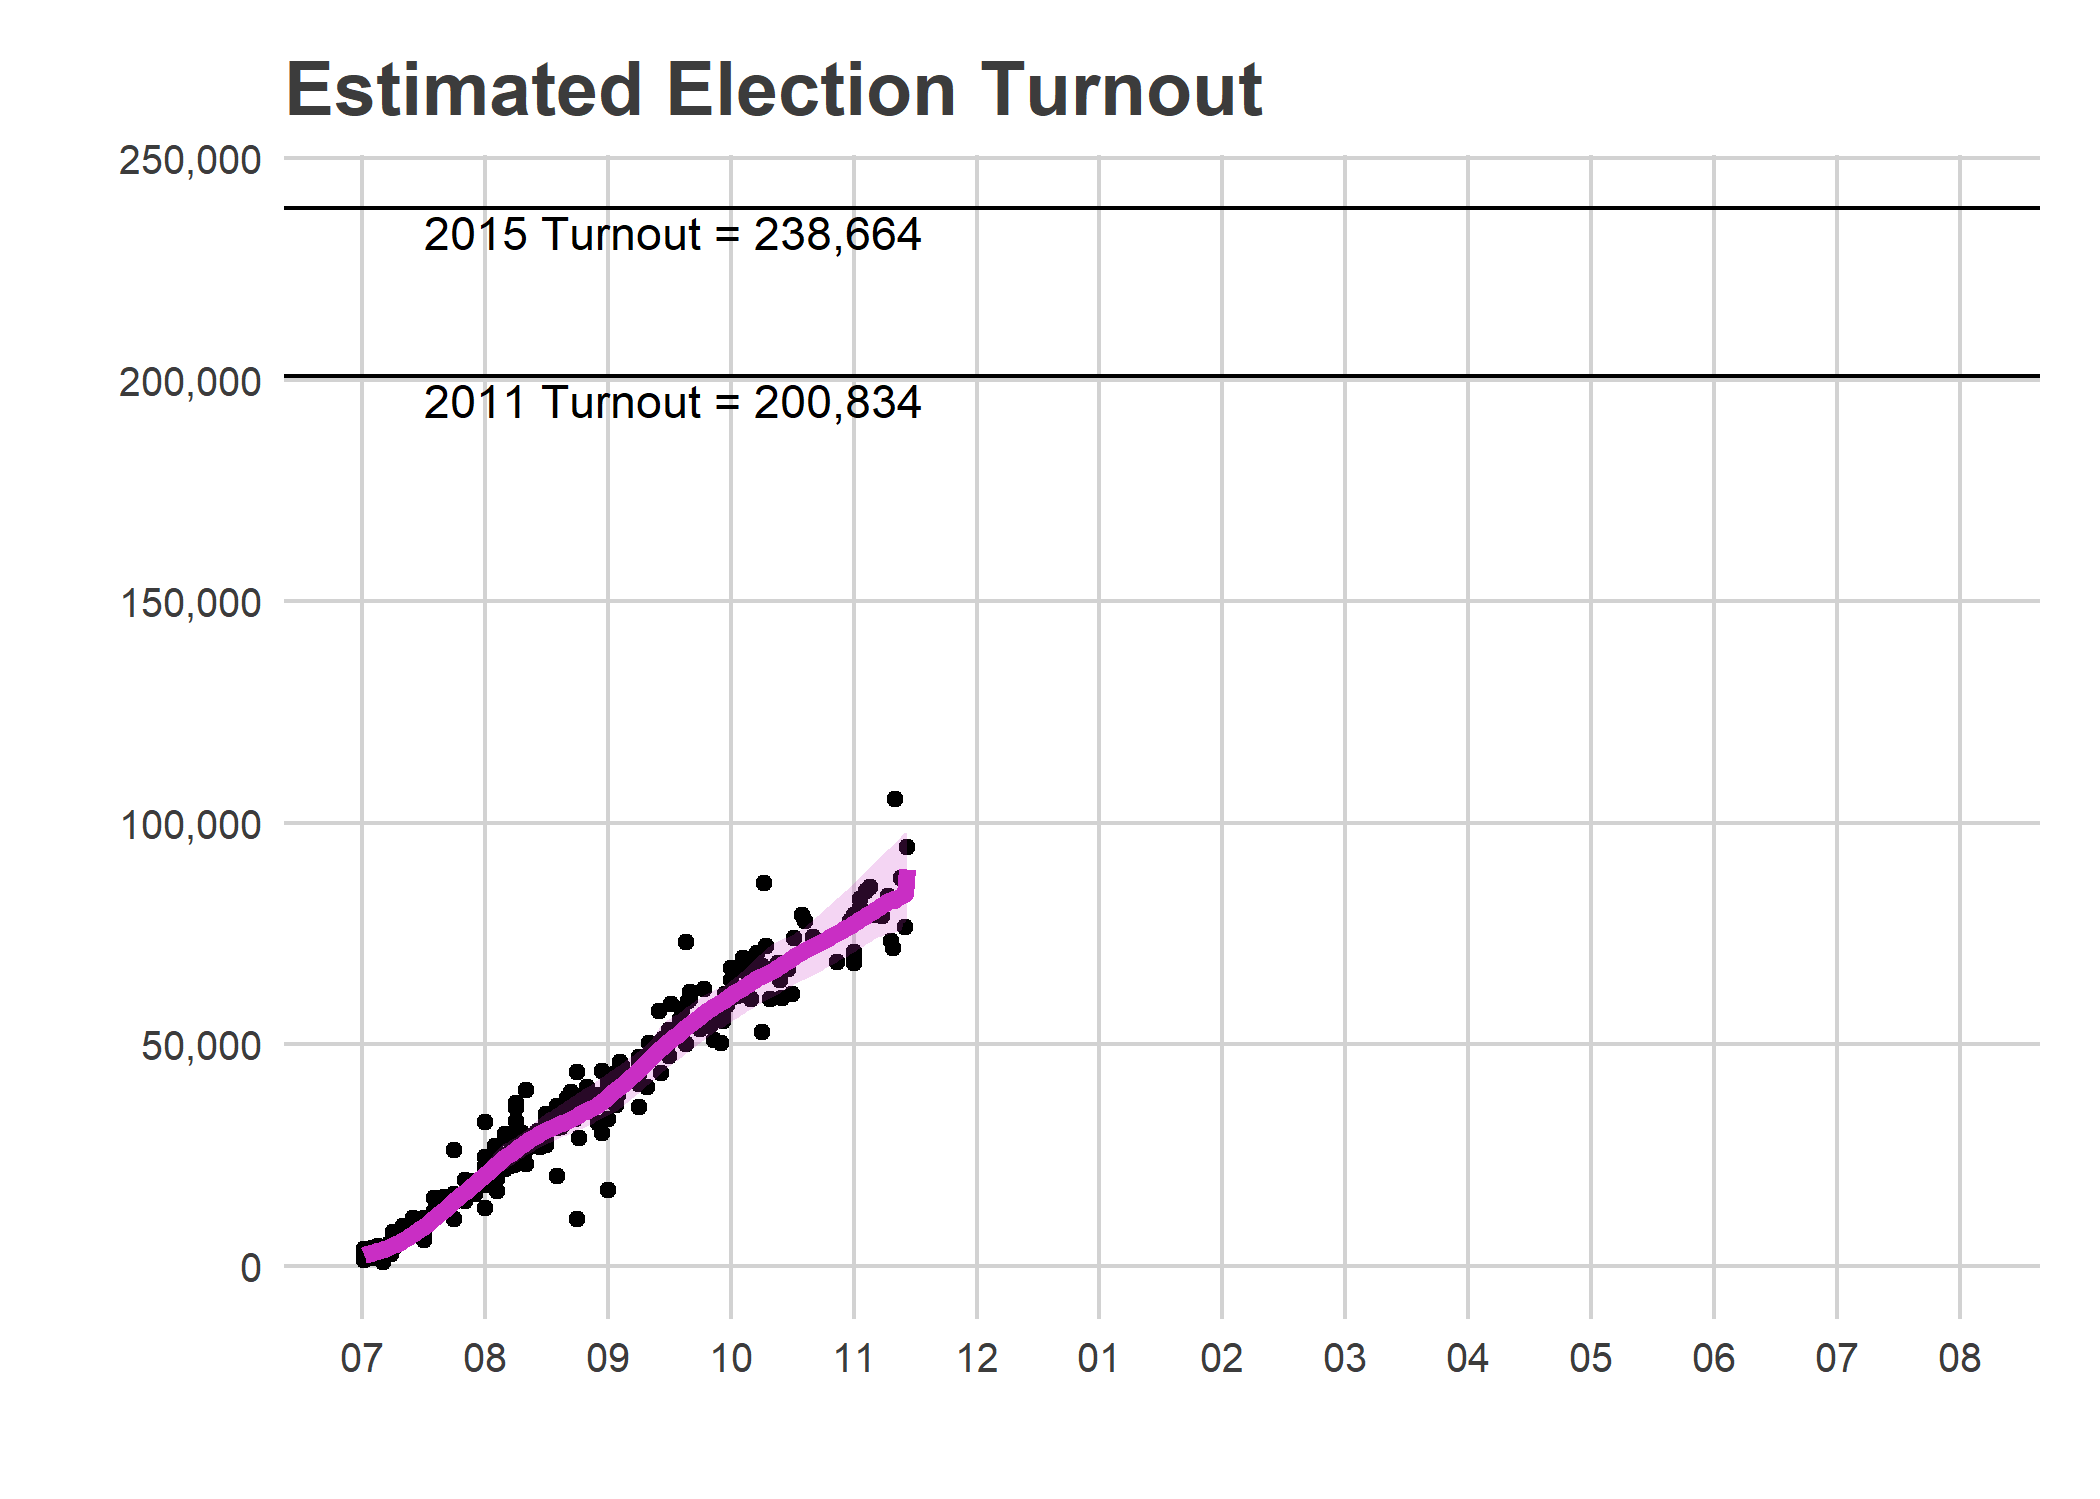 Estimated Election Turnout
250,000
2015 Turnout = 238,664
200,000
2011 Turnout = 200,834
150,000
100,000
50,000
0
07 08 09 10 11 12 01 02 03 04 05 06 07 08